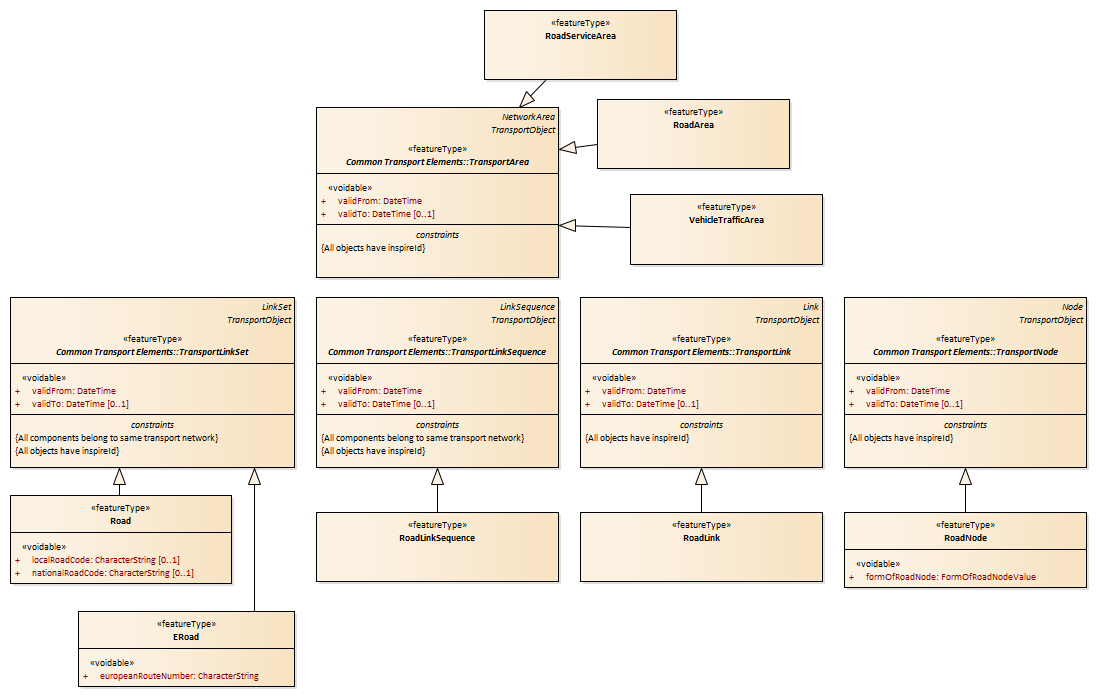 «featureType»
RoadServiceArea
NetworkArea
TransportObject
«featureType»
Common Transport Elements::TransportArea
«voidable»
+ validFrom: DateTime
+ validTo: DateTime [0..1]
constraints
{All objects have inspireId}
«featureType»
RoadArea
«featureType»
VehicleTrafficArea
LinkSet
TransportObject
«featureType»
Common Transport Elements::TransportLinkSet
«voidable»
+ validFrom: DateTime
+ validTo: DateTime [0..1]
constraints
{All components belong to same transport network}
{All objects have inspireId}
LinkSequence
TransportObject
«featureType»
Common Transport Elements::TransportLinkSequence
«voidable»
+ validFrom: DateTime
+ validTo: DateTime [0..1]
constraints
{All components belong to same transport network}
{All objects have inspireId}
Link
TransportObject
«featureType»
Common Transport Elements::TransportLink
«voidable»
+ validFrom: DateTime
+ validTo: DateTime [0..1]
constraints
{All objects have inspireId}
Node
TransportObject
«featureType»
Common Transport Elements::TransportNode
«voidable»
+ validFrom: DateTime
+ validTo: DateTime [0..1]
constraints
{All objects have inspireId}
«featureType»
Road
«voidable»
+ localRoadCode: CharacterString [0..1]
+ nationalRoadCode: CharacterString [0..1]
«featureType»
RoadLinkSequence
«featureType»
RoadLink
«featureType»
RoadNode
«voidable»
+ formOfRoadNode: FormOfRoadNodeValue
«featureType»
ERoad
«voidable»
+ europeanRouteNumber: CharacterString